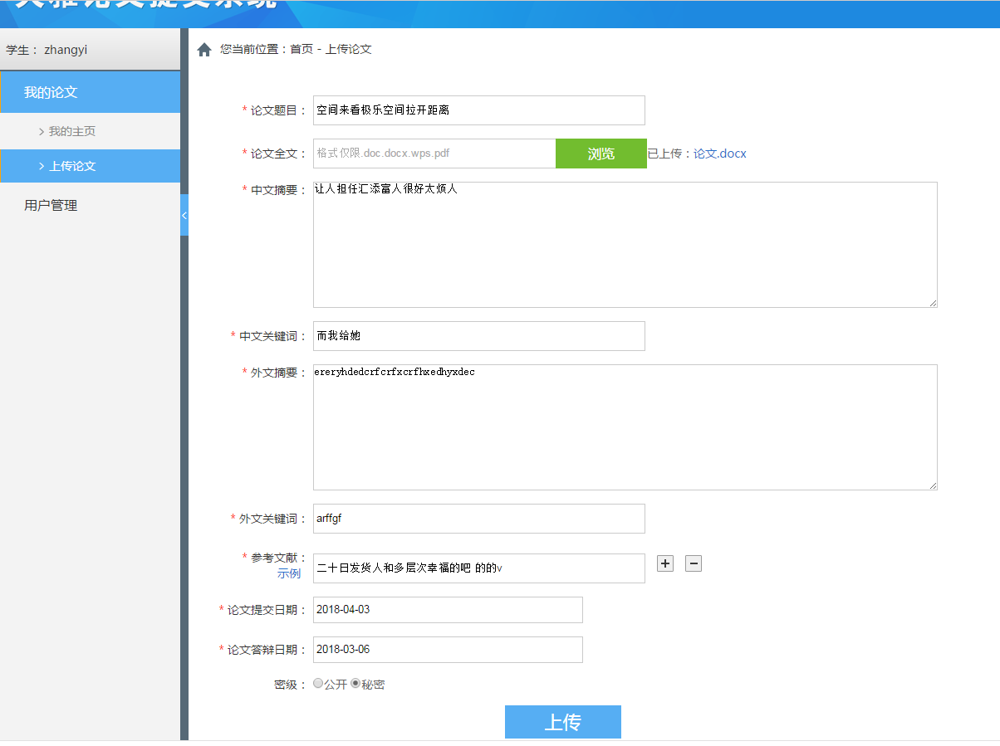 学生： zhangyi
您当前位置：首页 - 上传论文
我的论文
> 我的主页
> 上传论文
用户管理
* 论文题目： 空间来看极乐空间拉开距离
* 论文全文： 格式仅限.doc.docx.wps.pdf 浏览 已上传：论文.docx
* 中文摘要： 让人担任汇添富人很好太烦人
* 中文关键词： 而我给她
* 外文摘要： ereryhdedcrfcrfxcrfhxedhyxdec
* 外文关键词： arffgf
* 参考文献： 二十日发货人和多层次幸福的吧 的的v + −
示例
* 论文提交日期： 2018-04-03
* 论文答辩日期： 2018-03-06
密级： 公开 秘密
上传